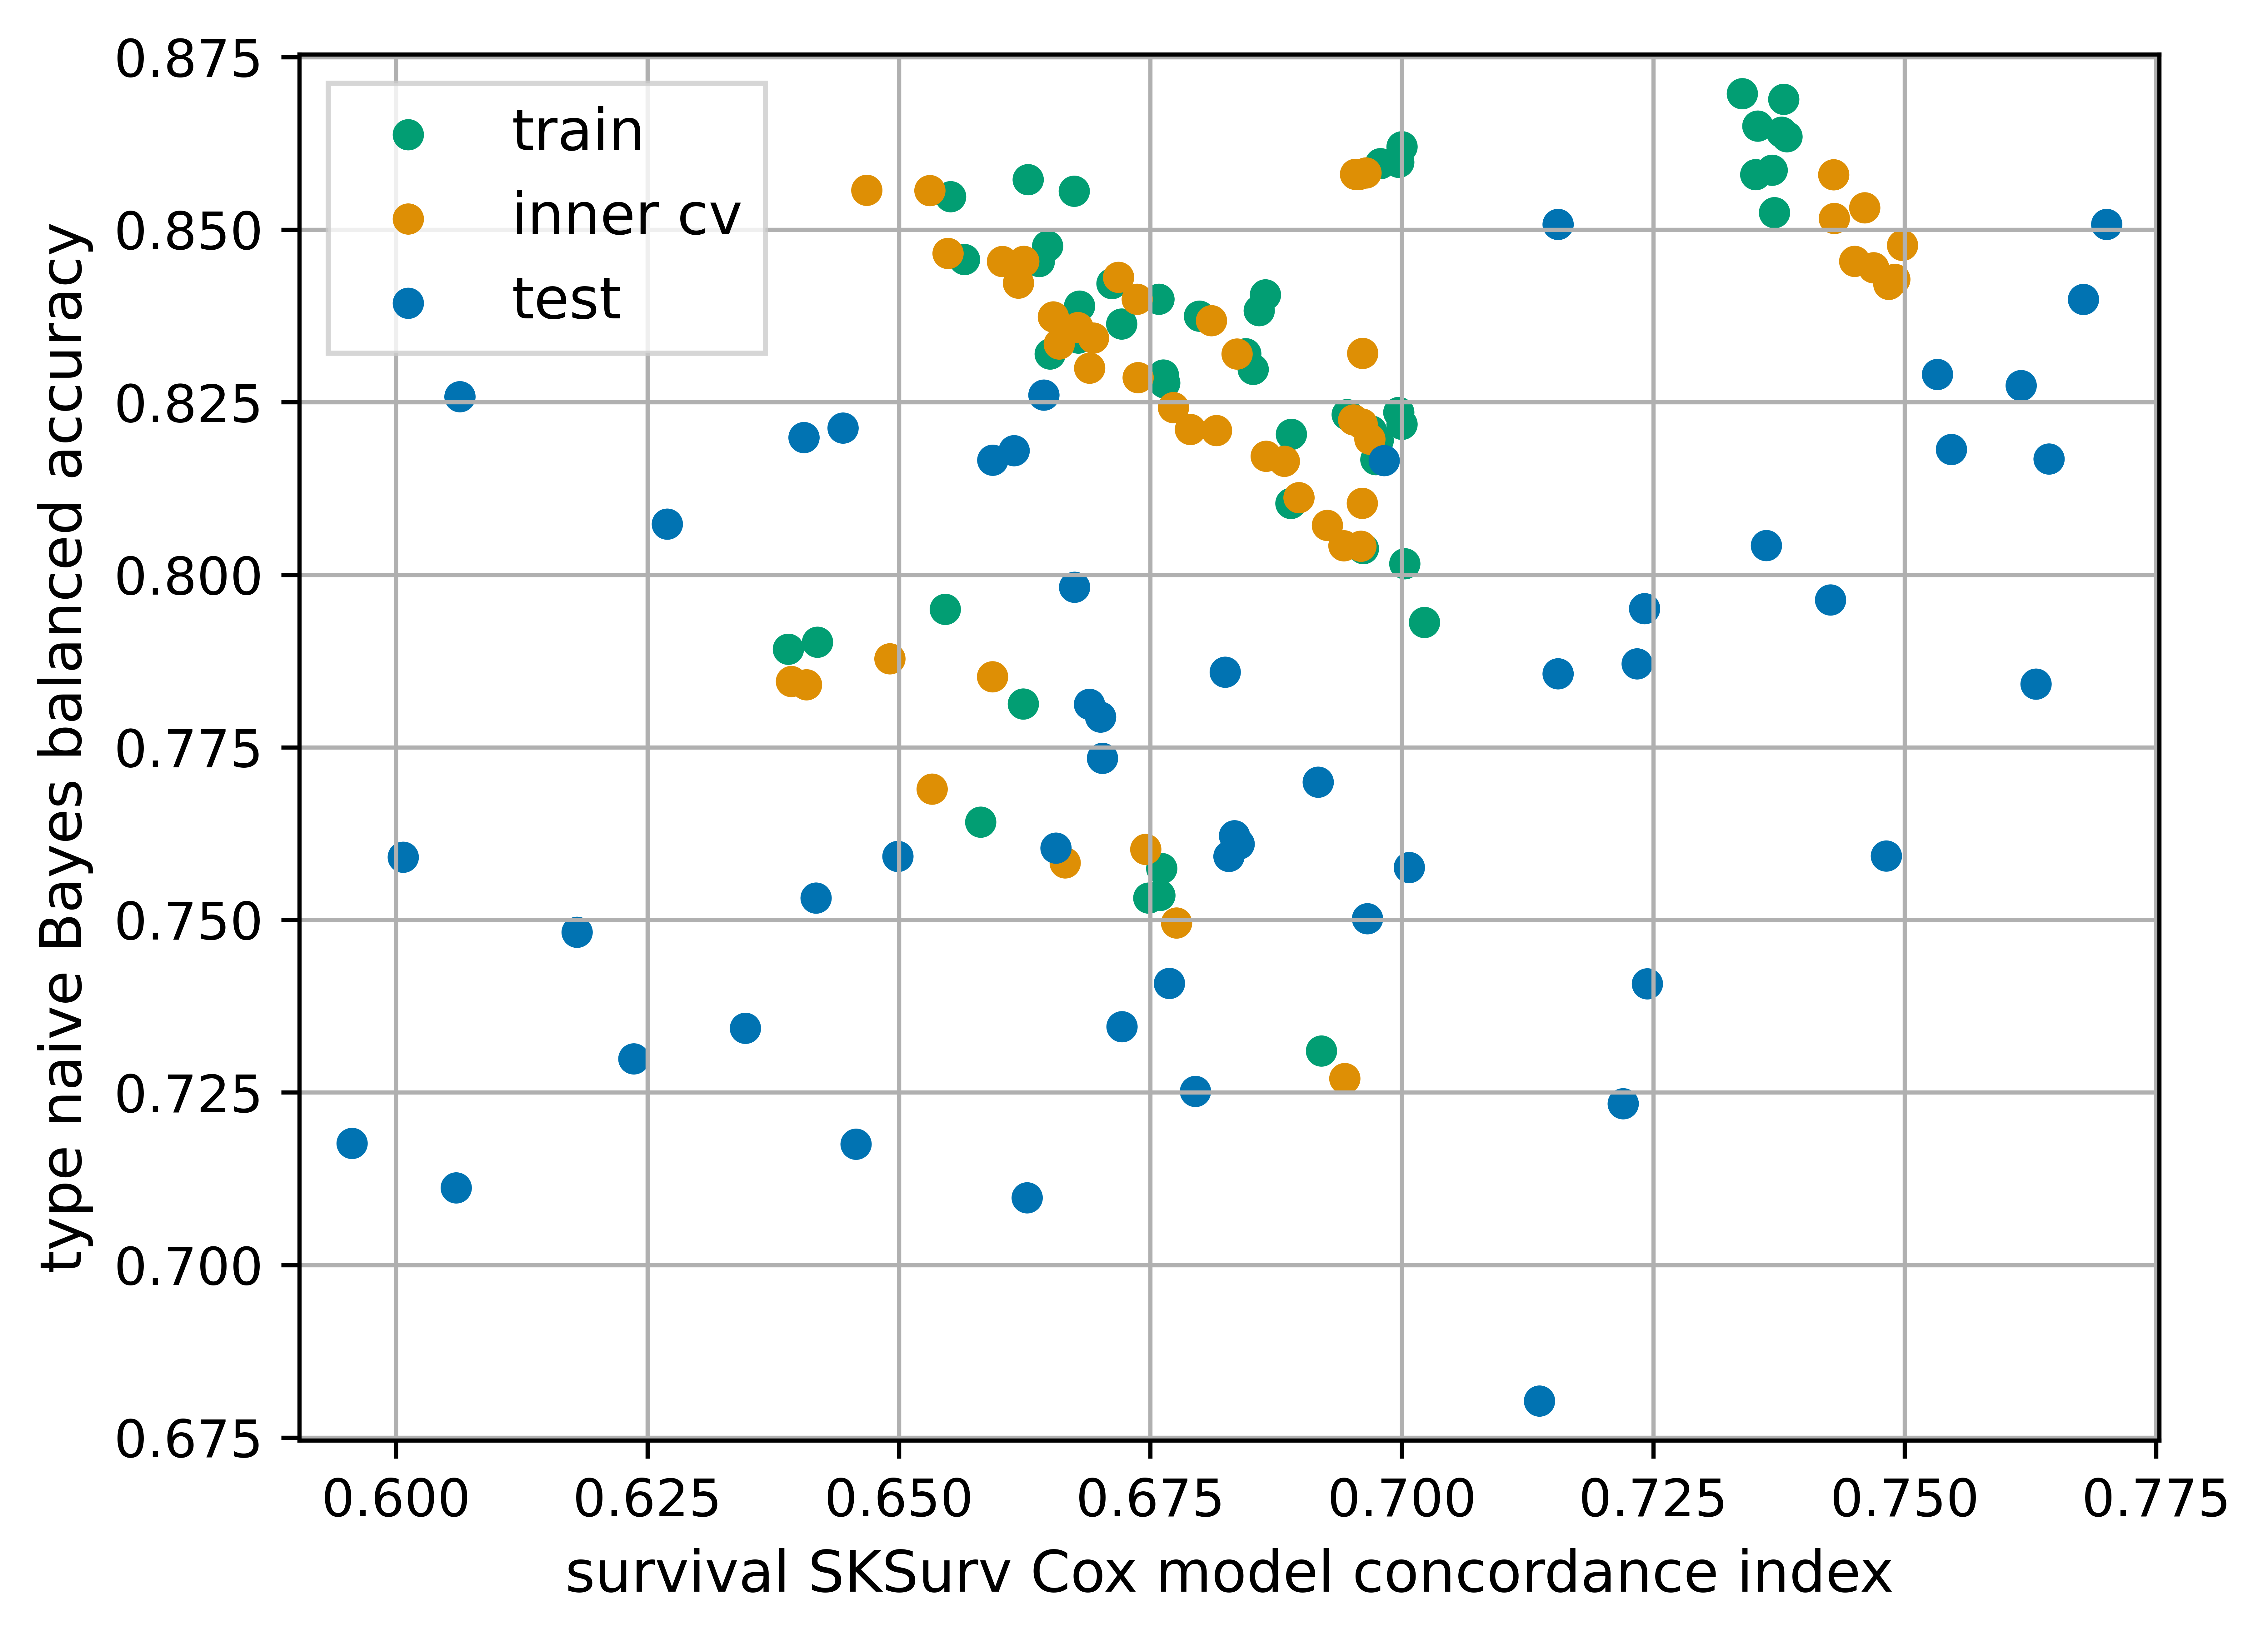 0.875
0.850
0.825
0.800
0.775
0.750
0.725
0.700
0.675
type naive Bayes balanced accuracy
train
inner cv
test
0.600 0.625 0.650 0.675 0.700 0.725 0.750 0.775
survival SKSurv Cox model concordance index